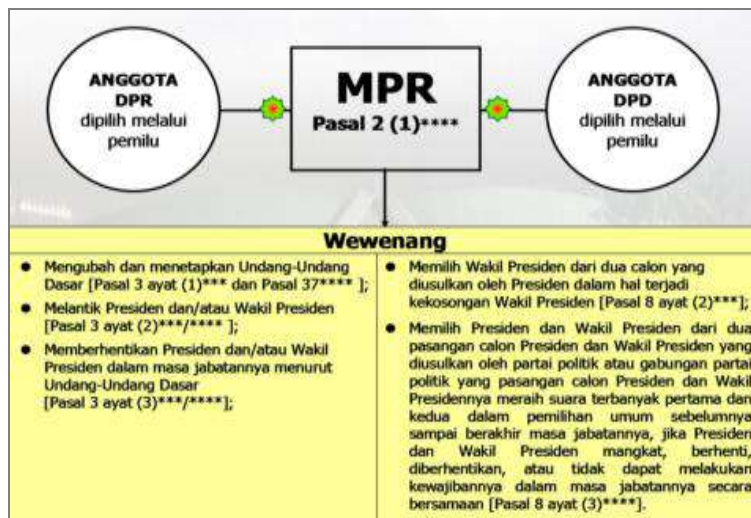 ANGGOTA
DPR
dipilih melalui
pemilu
MPR
Pasal 2 (1)****
ANGGOTA
DPD
dipilih melalui
pemilu
Wewenang
● Mengubah dan menetapkan Undang-Undang
Dasar [Pasal 3 ayat (1)*** dan Pasal 37**** ];
● Melantik Presiden dan/atau Wakil Presiden
[Pasal 3 ayat (2)***/**** ];
● Memberhentikan Presiden dan/atau Wakil
Presiden dalam masa jabatannya menurut
Undang-Undang Dasar
[Pasal 3 ayat (3)***/****];
● Memilih Wakil Presiden dari dua calon yang
diusulkan oleh Presiden dalam hal terjadi
kekosongan Wakil Presiden [Pasal 8 ayat (2)***];
● Memilih Presiden dan Wakil Presiden dari dua
pasangan calon Presiden dan Wakil Presiden yang
diusulkan oleh partai politik atau gabungan partai
politik yang pasangan calon Presiden dan Wakil
Presidennya meraih suara terbanyak pertama dan
kedua dalam pemilihan umum sebelumnya
sampai berakhir masa jabatannya, jika Presiden
dan Wakil Presiden mangkat, berhenti,
diberhentikan, atau tidak dapat melakukan
kewajibannya dalam masa jabatannya secara
bersamaan [Pasal 8 ayat (3)****].